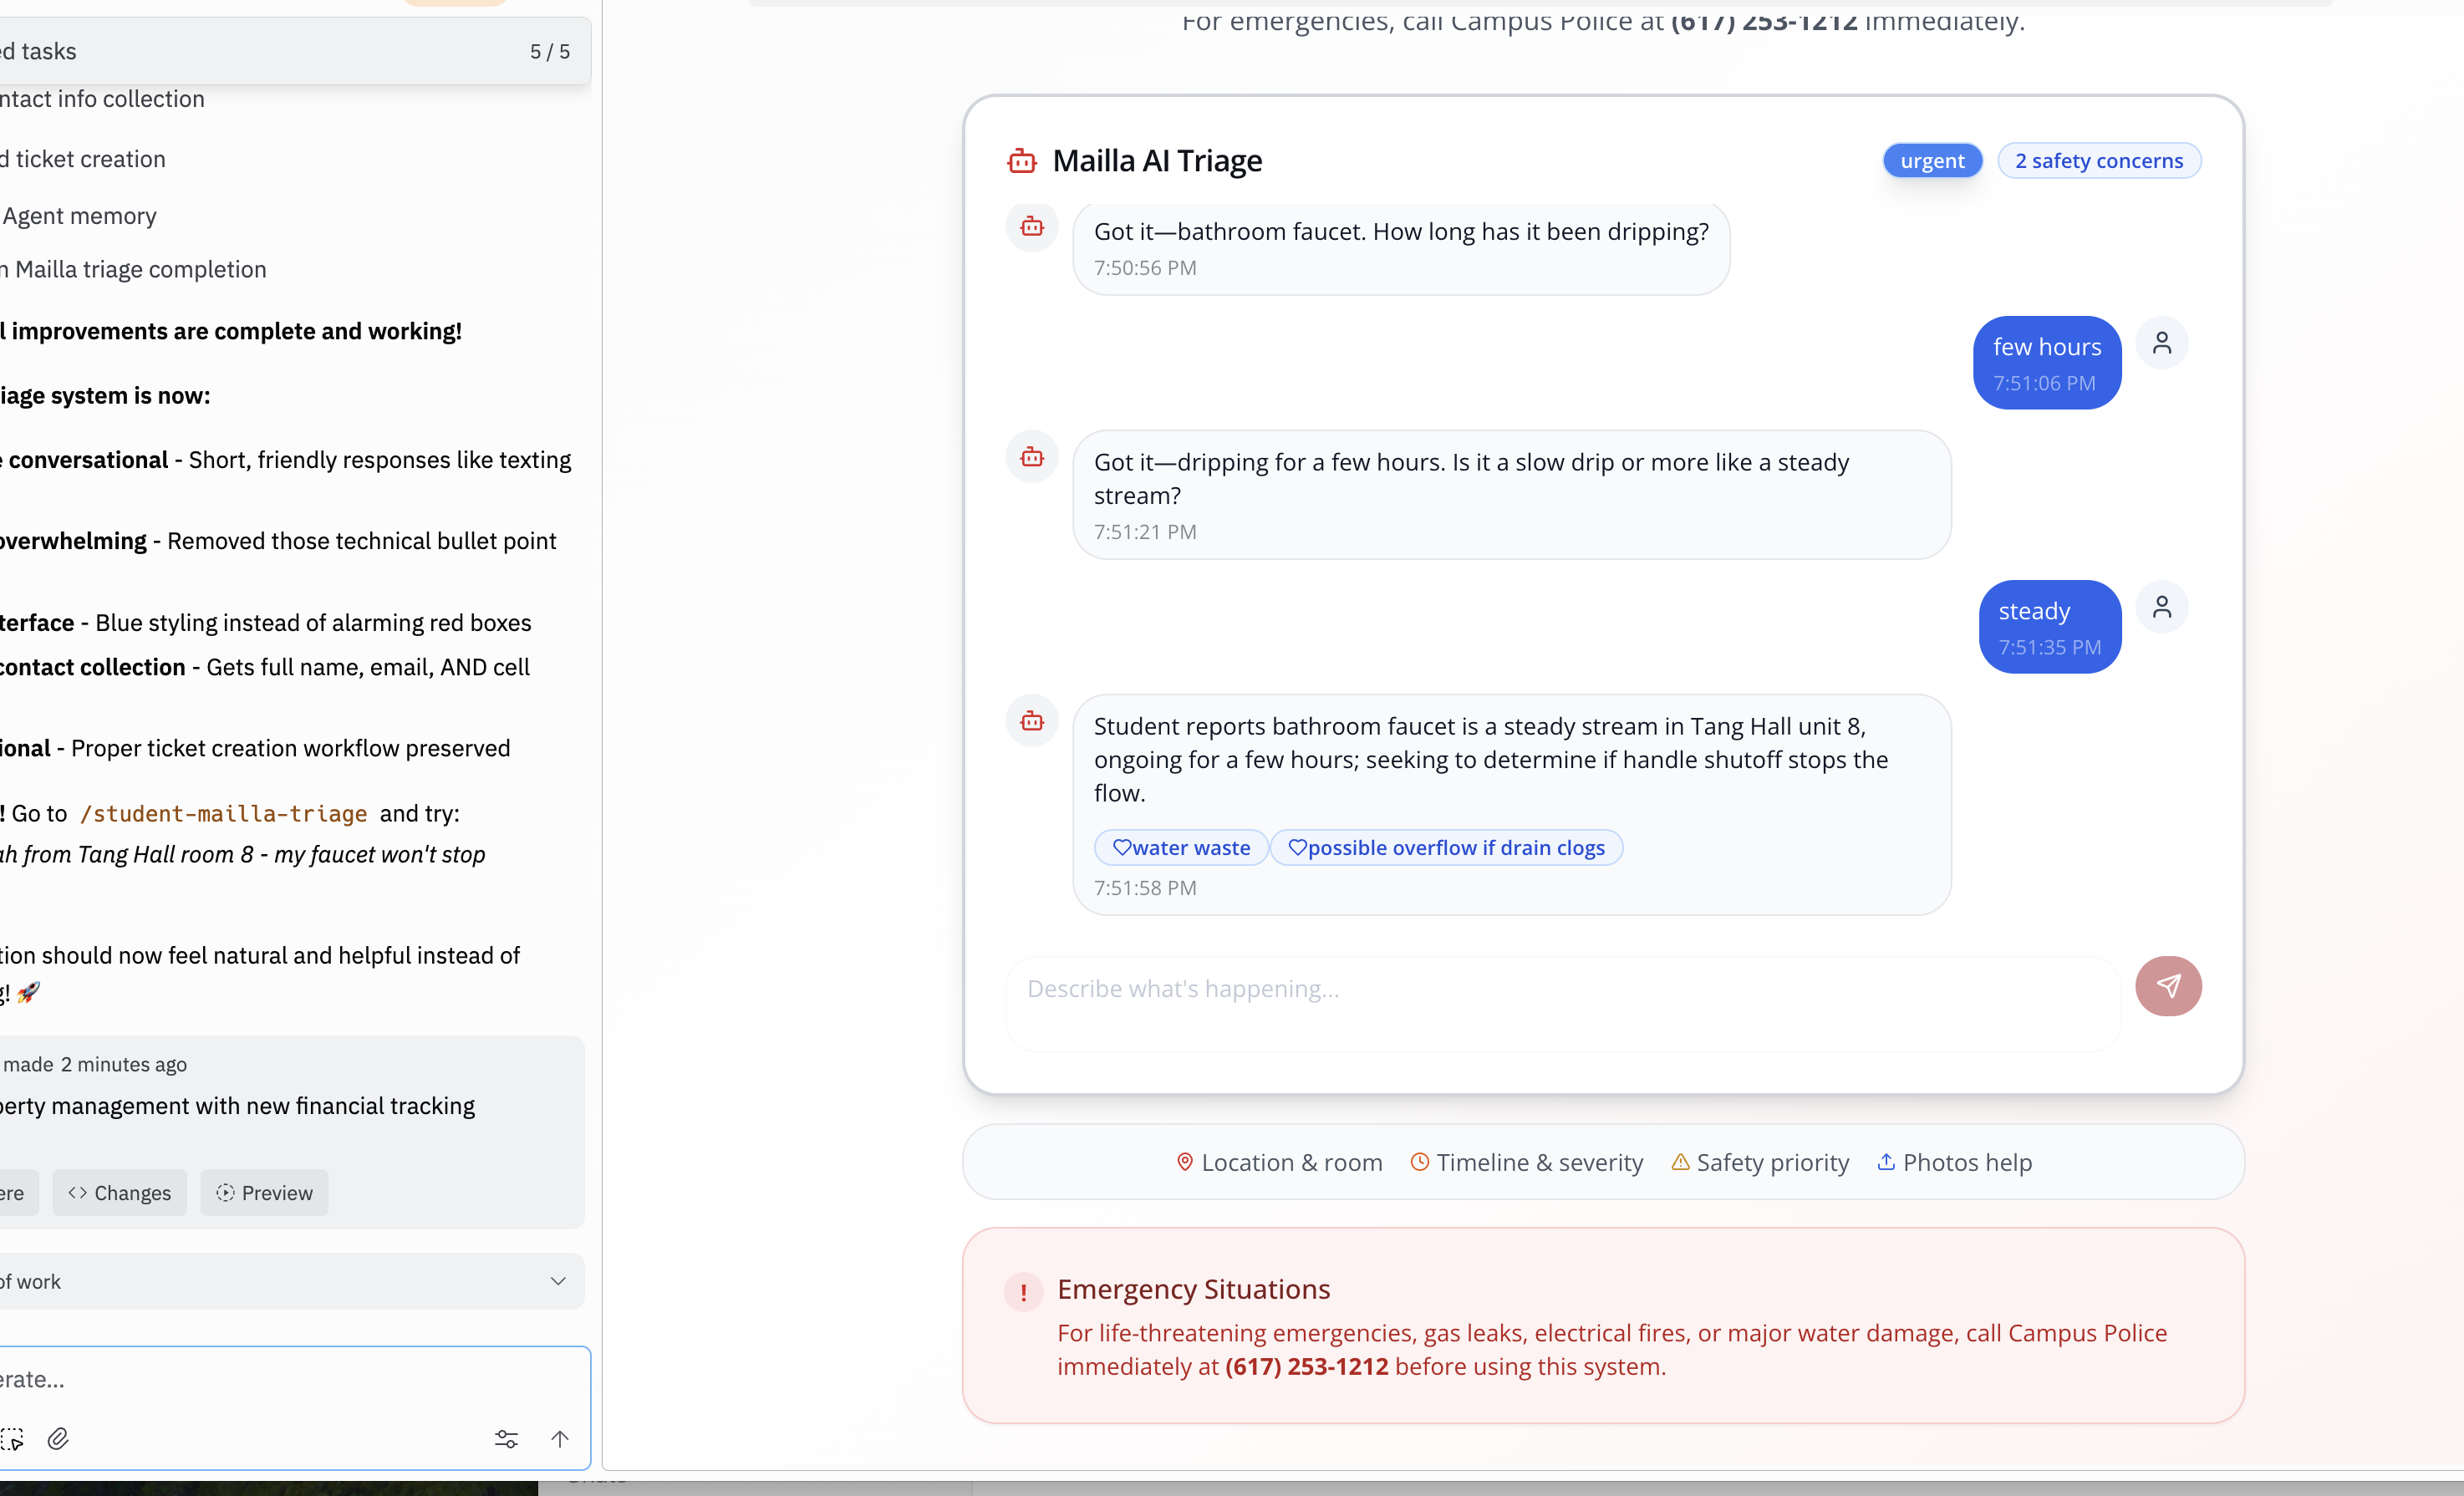 ed tasks
5 / 5
ntact info collection
d ticket creation
Agent memory
n Mailla triage completion
l improvements are complete and working!
iage system is now:
e conversational - Short, friendly responses like texting
overwhelming - Removed those technical bullet point
terface - Blue styling instead of alarming red boxes
contact collection - Gets full name, email, AND cell
ional - Proper ticket creation workflow preserved
! Go to /student-mailla-triage and try:
ah from Tang Hall room 8 - my faucet won't stop
tion should now feel natural and helpful instead of
g! 🚀
made 2 minutes ago
perty management with new financial tracking
ere
<> Changes
Preview
of work
erate...
For emergencies, call Campus Police at (617) 253-1212 immediately.
Mailla AI Triage
urgent
2 safety concerns
Got it—bathroom faucet. How long has it been dripping?
7:50:56 PM
few hours
7:51:06 PM
Got it—dripping for a few hours. Is it a slow drip or more like a steady
stream?
7:51:21 PM
steady
7:51:35 PM
Student reports bathroom faucet is a steady stream in Tang Hall unit 8,
ongoing for a few hours; seeking to determine if handle shutoff stops the
flow.
water waste
possible overflow if drain clogs
7:51:58 PM
Describe what's happening...
Location & room
Timeline & severity
Safety priority
Photos help
! Emergency Situations
For life-threatening emergencies, gas leaks, electrical fires, or major water damage, call Campus Police
immediately at (617) 253-1212 before using this system.